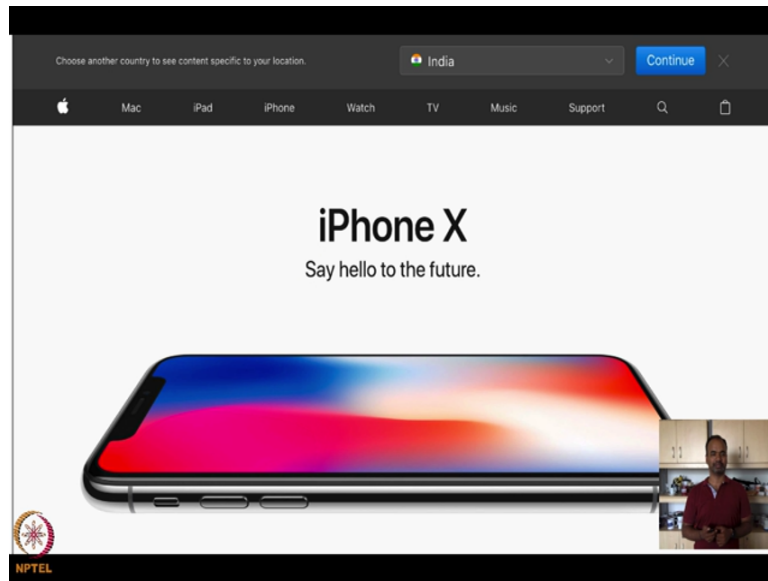 Choose another country to see content specific to your location.
India
Continue
Mac iPad iPhone Watch TV Music Support
iPhone X
Say hello to the future.
NPTEL